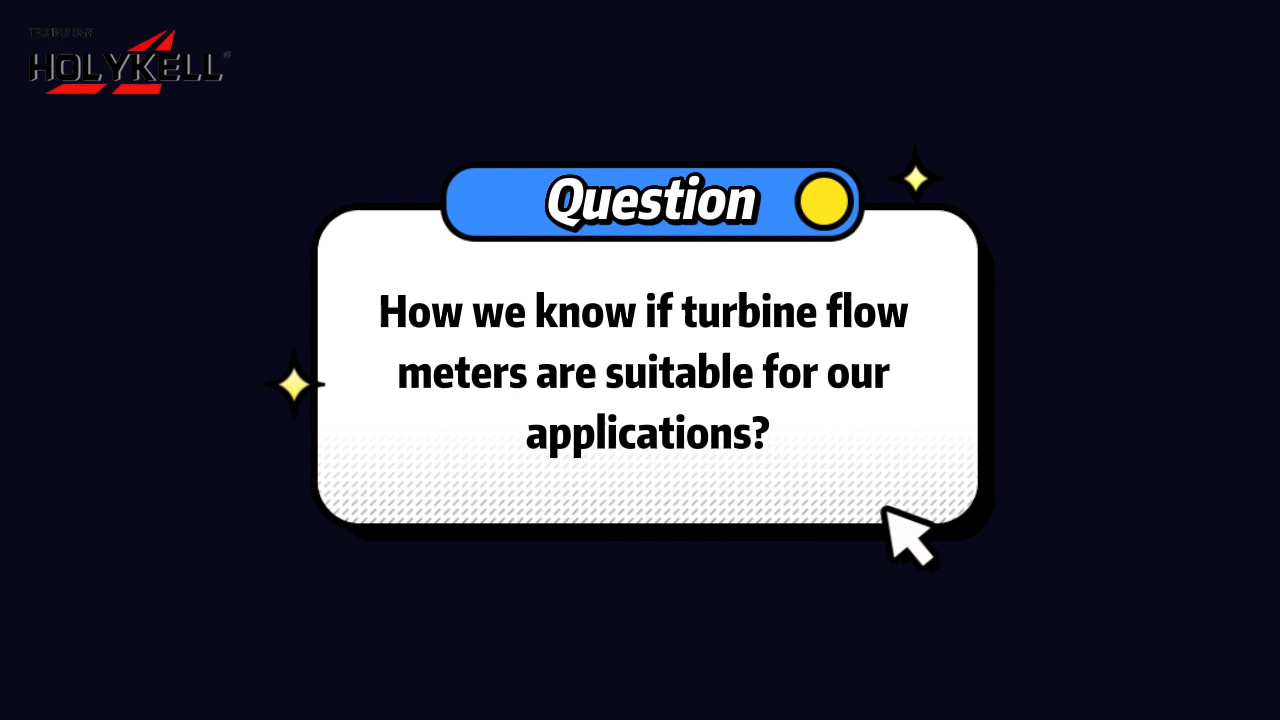 HOLYKELL®
Question
How we know if turbine flow
meters are suitable for our
applications?